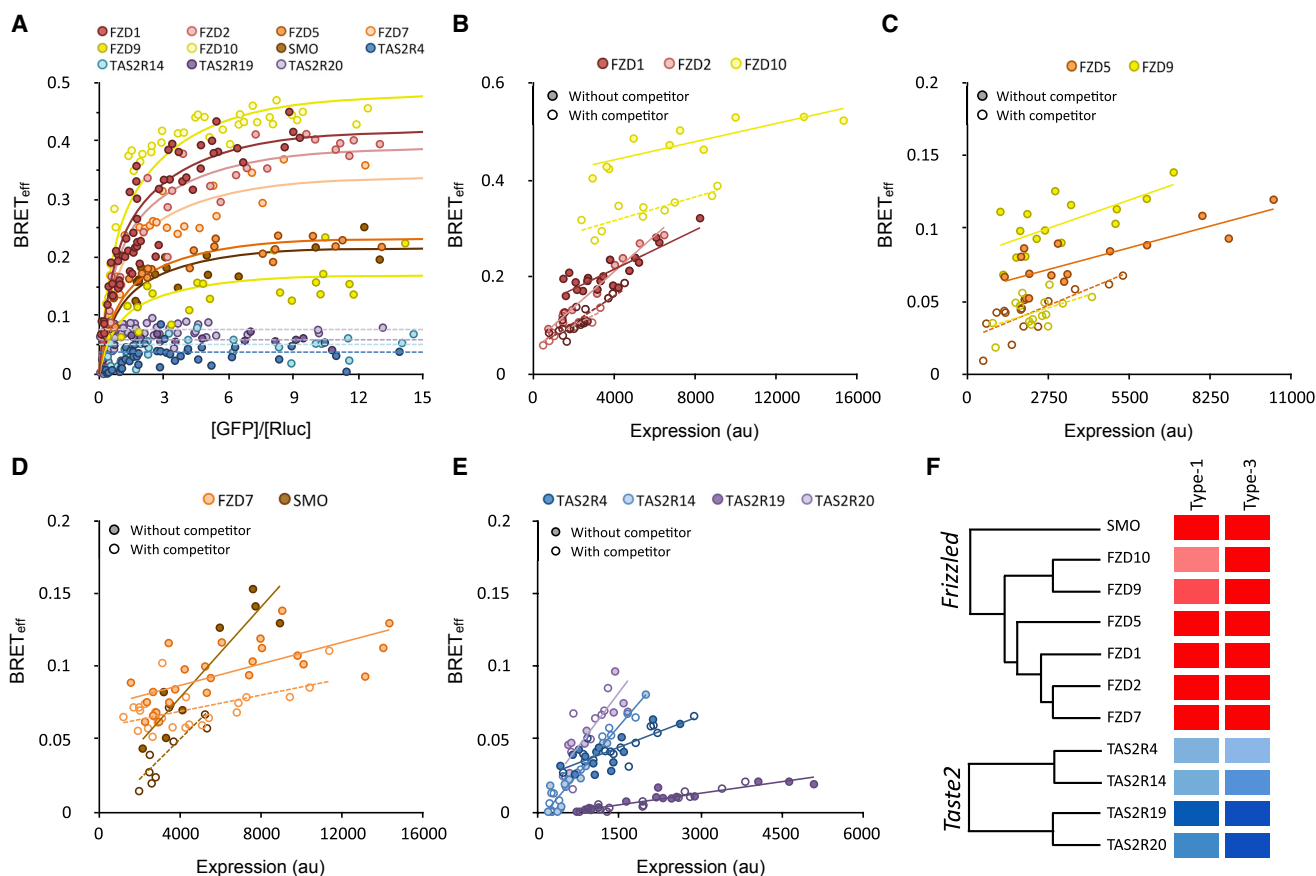 A
FZD1 FZD2 FZD5 FZD7
FZD9 FZD10 SMO TAS2R4
TAS2R14 TAS2R19 TAS2R20
0.5
0.4
0.3
0.2
0.1
0
BRETeff
0 3 6 9 12 15
[GFP]/[Rluc]
B
FZD1 FZD2 FZD10
Without competitor
With competitor
0.6
0.4
0.2
0
BRETeff
0 4000 8000 12000 16000
Expression (au)
C
FZD5 FZD9
Without competitor
With competitor
0.2
0.15
0.1
0.05
0
BRETeff
0 2750 5500 8250 11000
Expression (au)
D
FZD7 SMO
Without competitor
With competitor
0.2
0.15
0.1
0.05
0
BRETeff
0 4000 8000 12000 16000
Expression (au)
E
TAS2R4 TAS2R14 TAS2R19 TAS2R20
Without competitor
With competitor
0.2
0.15
0.1
0.05
0
BRETeff
0 1500 3000 4500 6000
Expression (au)
F
Type-1 Type-3
Frizzled
SMO
FZD10
FZD9
FZD5
FZD1
FZD2
FZD7
Taste2
TAS2R4
TAS2R14
TAS2R19
TAS2R20